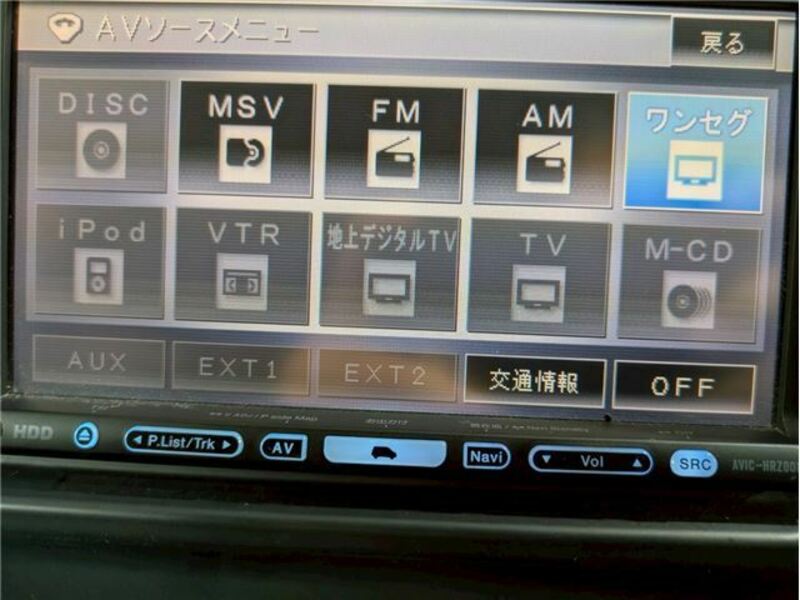 AVソースメニュー
戻る
DISC
MSV
FM
AM
ワンセグ
iPod
VTR
地上デジタルTV
TV
M-CD
AUX
EXT1
EXT2
交通情報
OFF
HDD
P.List/Trk
AV
Navi
Vol
SRC